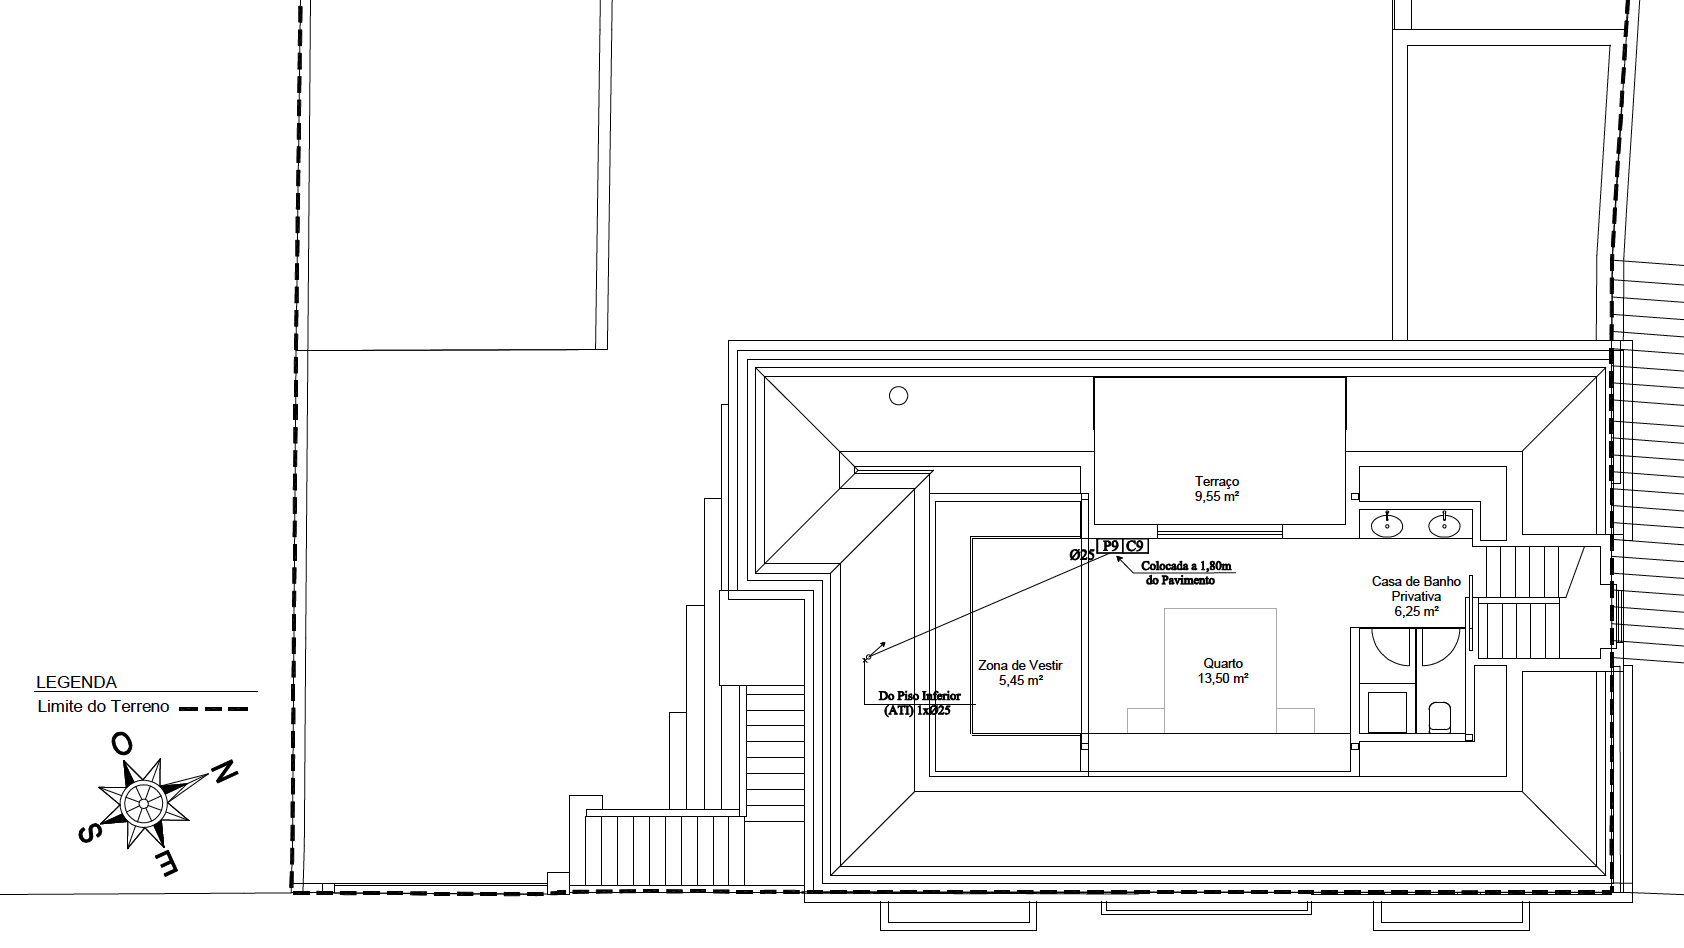 Terraço
9,55 m²
Ø25
P9 C9
Colocada a 1,80m
do Pavimento
Casa de Banho
Privativa
6,25 m²
Zona de Vestir
5,45 m²
Quarto
13,50 m²
Do Piso Inferior
(ATI) 1xØ25
LEGENDA
Limite do Terreno
O
N
S
E